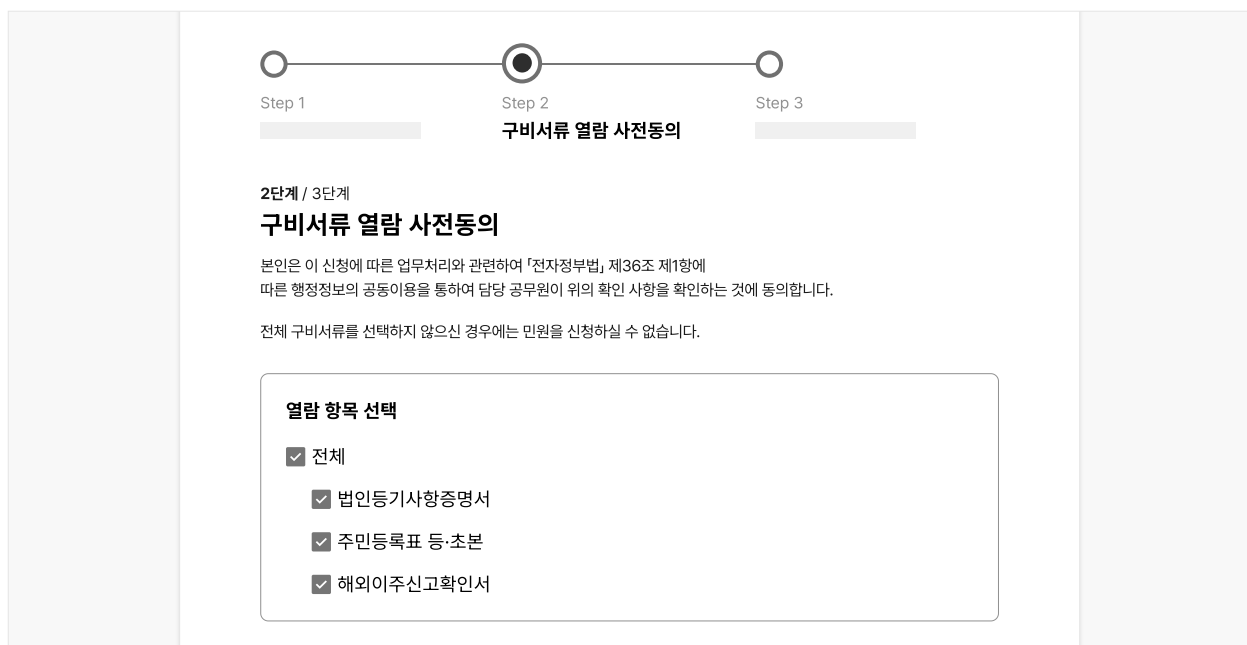 Step 1
Step 2
Step 3
구비서류 열람 사전동의
2단계 / 3단계
구비서류 열람 사전동의
본인은 이 신청에 따른 업무처리와 관련하여 「전자정부법」 제36조 제1항에
따른 행정정보의 공동이용을 통하여 담당 공무원이 위의 확인 사항을 확인하는 것에 동의합니다.
전체 구비서류를 선택하지 않으신 경우에는 민원을 신청하실 수 없습니다.
열람 항목 선택
전체
법인등기사항증명서
주민등록표 등·초본
해외이주신고확인서